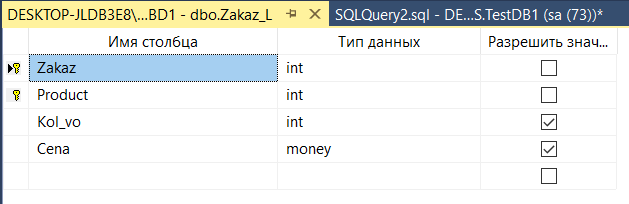 DESKTOP-JLDB3E8\...BD1 - dbo.Zakaz_L
SQLQuery2.sql - DE...S.TestDB1 (sa (73))*
Имя столбца Тип данных Разрешить знач...
Zakaz int
Product int
Kol_vo int
Cena money